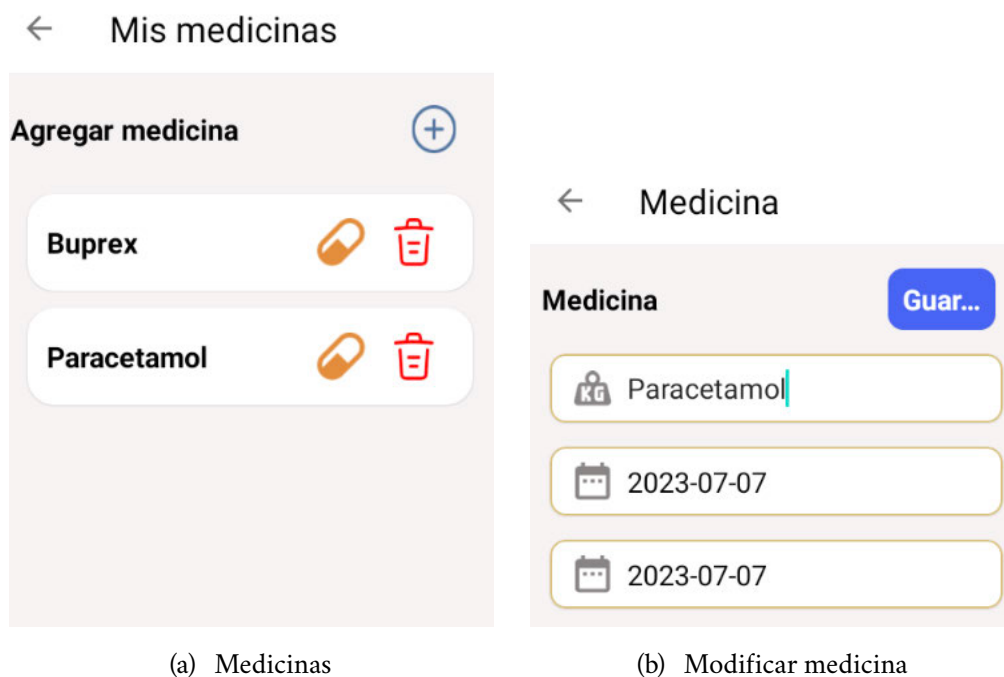 Mis medicinas
Agregar medicina
Buprex
Paracetamol
(a) Medicinas
Medicina
Medicina
Guar...
KG
Paracetamol
2023-07-07
2023-07-07
(b) Modificar medicina